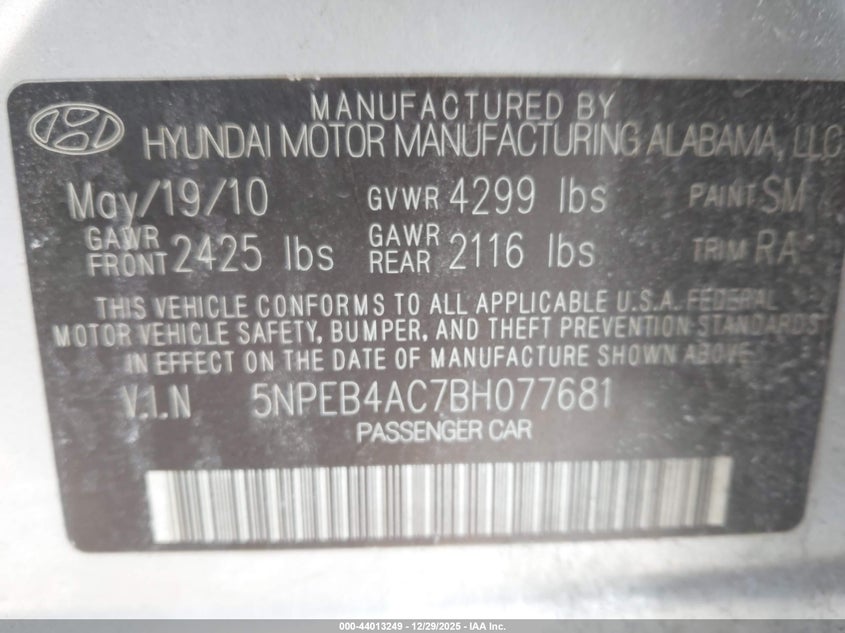 MANUFACTURED BY
HYUNDAI MOTOR MANUFACTURING ALABAMA, LLC
May/19/10 GVWR 4299 lbs PAINT SM
GAWR FRONT 2425 lbs GAWR REAR 2116 lbs TRIM RA
THIS VEHICLE CONFORMS TO ALL APPLICABLE U.S.A. FEDERAL
MOTOR VEHICLE SAFETY, BUMPER, AND THEFT PREVENTION STANDARDS
IN EFFECT ON THE DATE OF MANUFACTURE SHOWN ABOVE
V.I.N 5NPEB4AC7BH077681
PASSENGER CAR
000-44013249 - 12/29/2025 - IAA Inc.